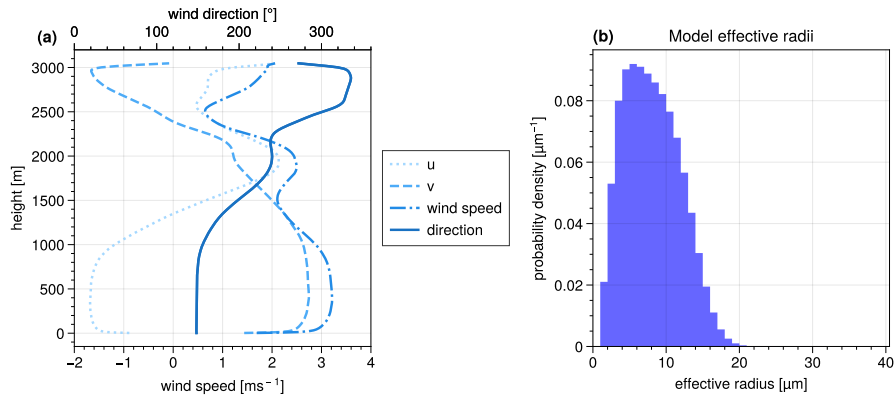 wind direction [°]
(a)
0 100 200 300
3000
2500
2000
1500
1000
500
0
height [m]
−2 −1 0 1 2 3 4
wind speed [ms−1]
u
v
wind speed
direction
(b)
Model effective radii
0.08
0.06
0.04
0.02
0
probability density [μm−1]
0 10 20 30 40
effective radius [μm]